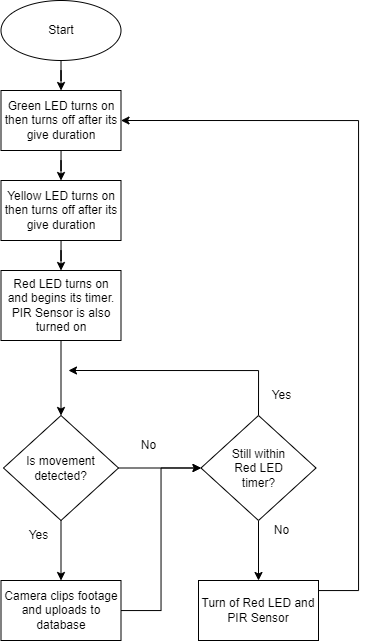 Start
Green LED turns on
then turns off after its
give duration
Yellow LED turns on
then turns off after its
give duration
Red LED turns on
and begins its timer.
PIR Sensor is also
turned on
Yes
No
Is movement
detected?
Still within
Red LED
timer?
Yes
No
Camera clips footage
and uploads to
database
Turn of Red LED and
PIR Sensor